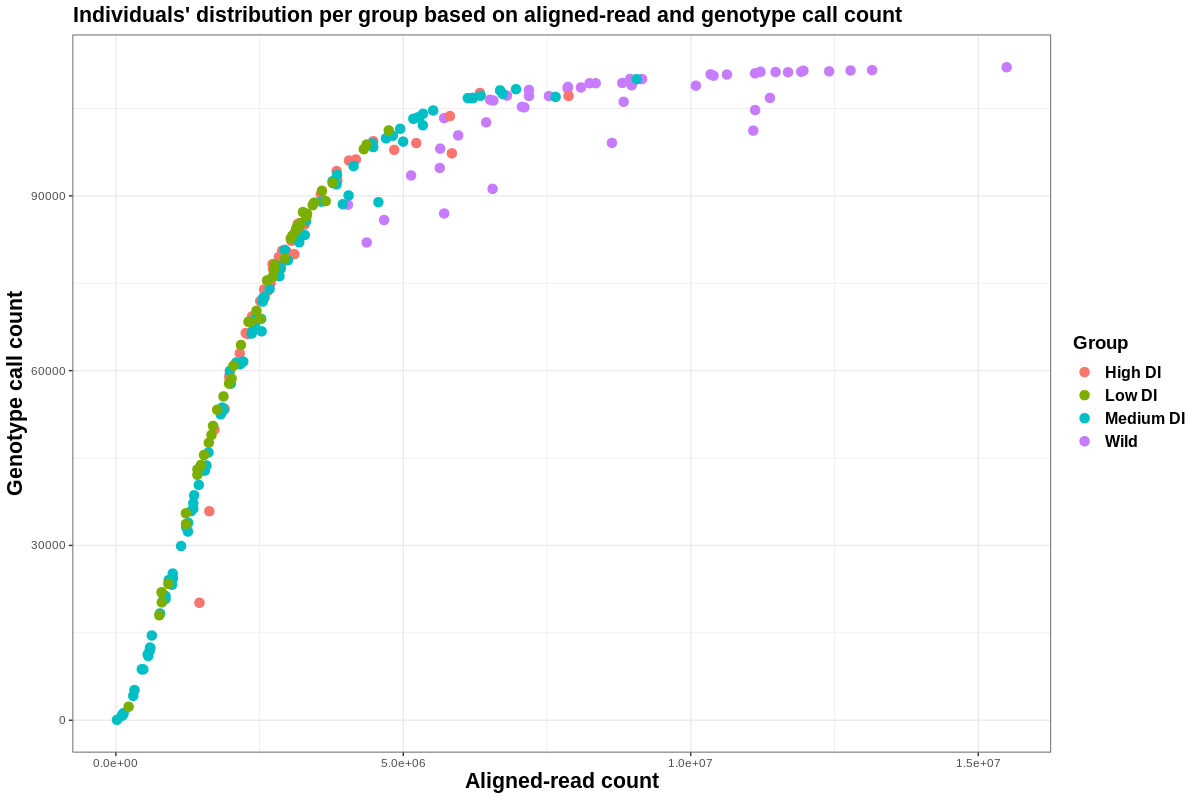 Individuals' distribution per group based on aligned-read and genotype call count
Genotype call count
90000
60000
30000
0
0.0e+00
5.0e+06
1.0e+07
1.5e+07
Aligned-read count
Group
High DI
Low DI
Medium DI
Wild